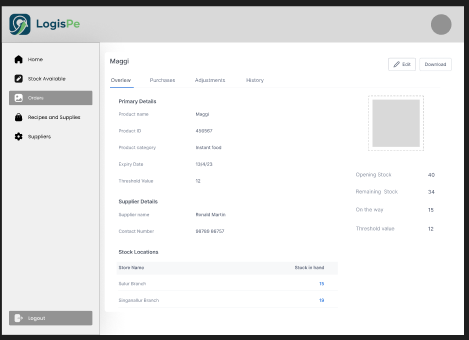 LogisPe
Home
Stock Avariable
Orders
Recipes and Supplies
Suppliers
Logout
Maggi
Edit
Download
Overview
Purchases
Adjustments
History
Primary Details
Product name Maggi
Product ID 456567
Product category Instant food
Expiry Date 13/4/23
Threshold Value 12
Opening Stock 40
Remaining Stock 34
On the way 15
Threshold value 12
Supplier Details
Supplier name Ronald Martin
Contact Number 98789 86757
Stock Locations
Store Name Stock in hand
Sulur Branch 15
Singanallur Branch 19